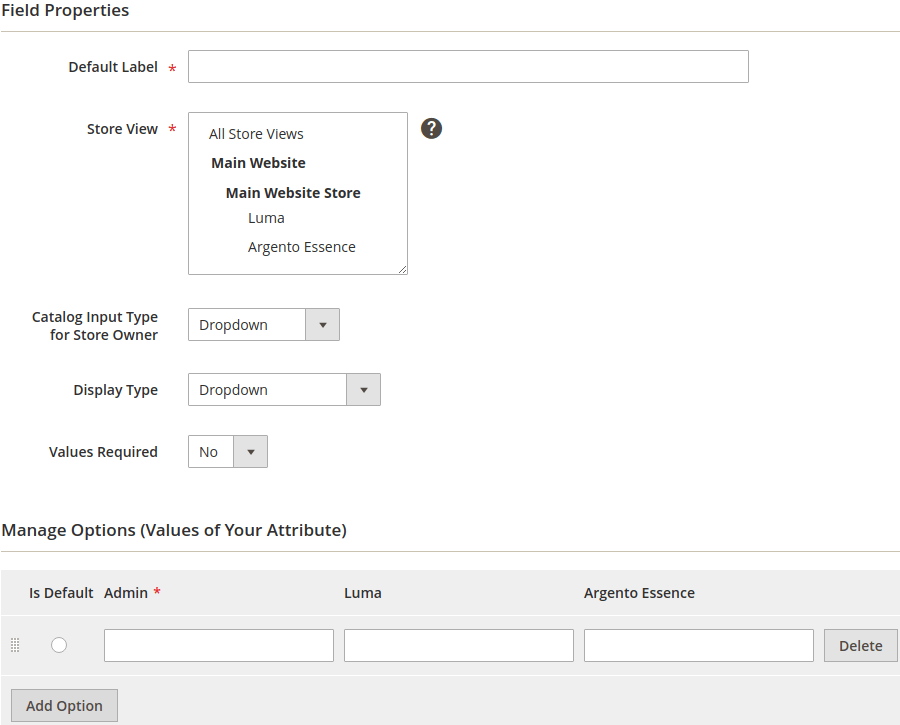 Field Properties
Default Label *
Store View *
All Store Views
?
Main Website
Main Website Store
Luma
Argento Essence
Catalog Input Type
for Store Owner
Dropdown
Display Type
Dropdown
Values Required
No
Manage Options (Values of Your Attribute)
Is Default Admin * Luma Argento Essence
Delete
Add Option